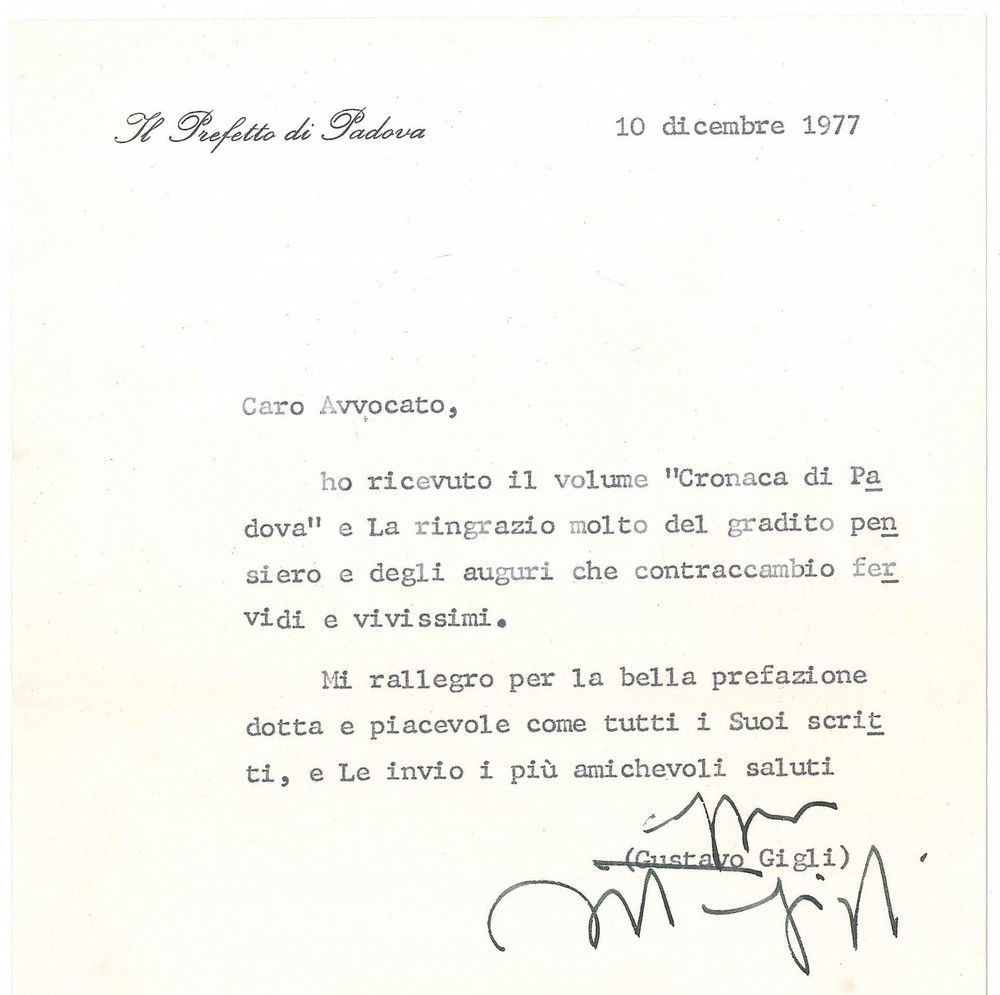 Il Prefetto di Padova
10 dicembre 1977
Caro Avvocato,
ho ricevuto il volume "Cronaca di Pa
dova" e La ringrazio molto del gradito pen
siero e degli auguri che contraccambio fer
vidi e vivissimi.
Mi rallegro per la bella prefazione
dotta e piacevole come tutti i Suoi scrit
ti, e Le invio i più amichevoli saluti
(Gustavo Gigli)